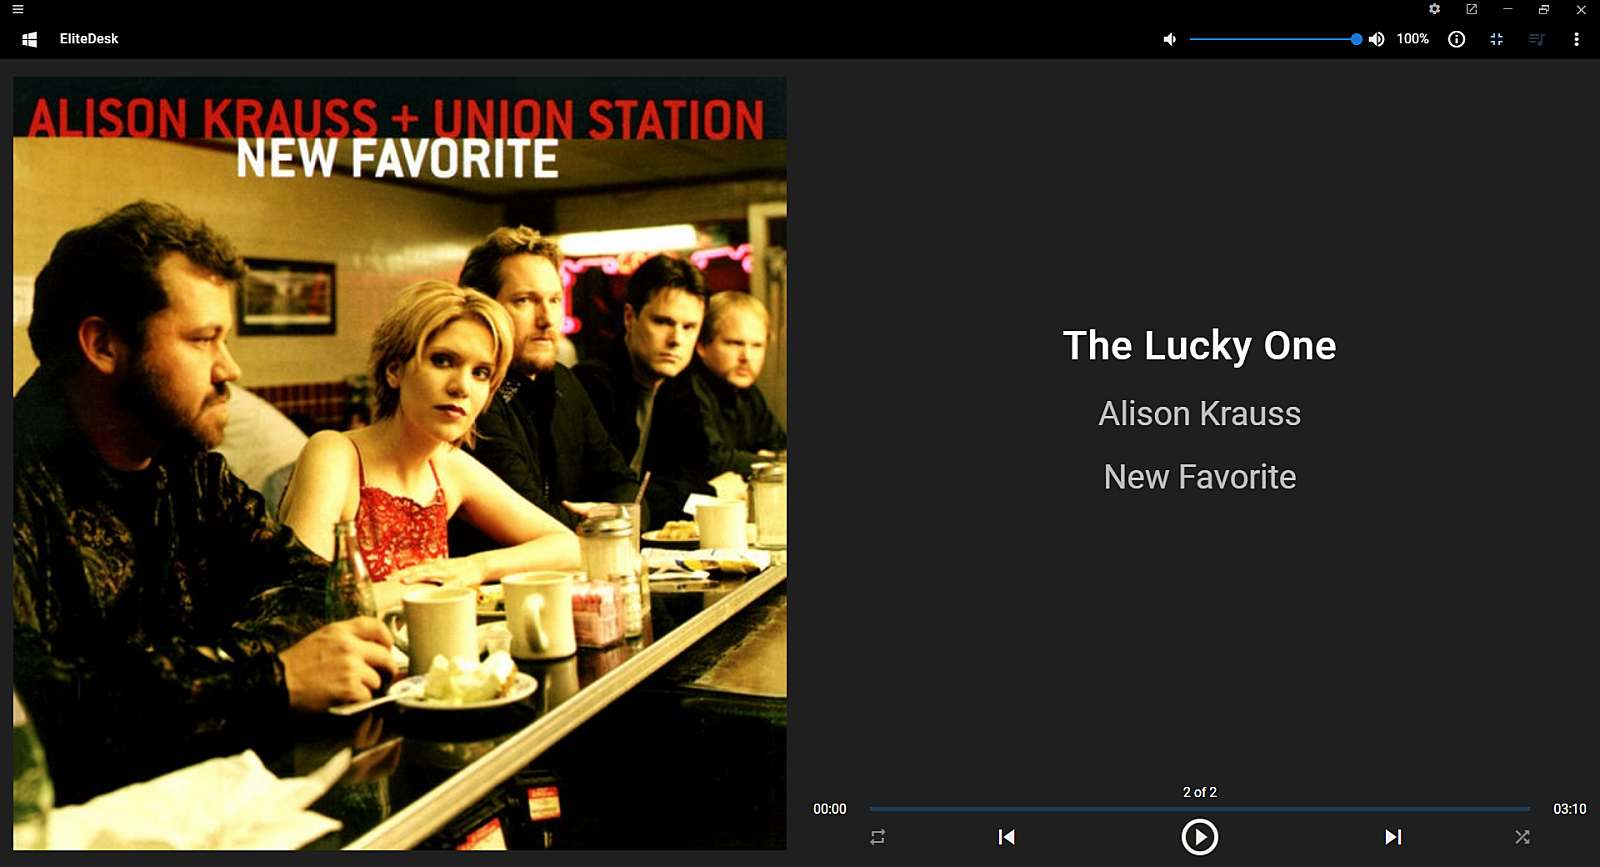 EliteDesk
100%
ALISON KRAUSS + UNION STATION
NEW FAVORITE
The Lucky One
Alison Krauss
New Favorite
2 of 2
00:00
03:10